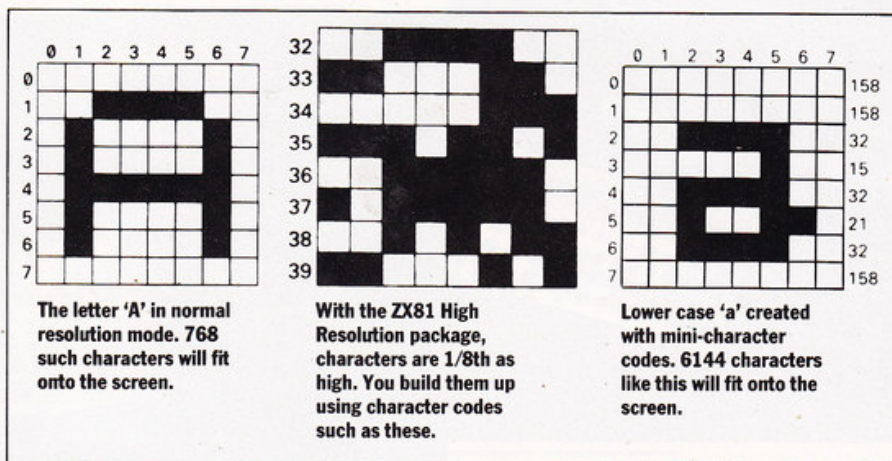 0 1 2 3 4 5 6 7
0
1
2
3
4
5
6
7
The letter ‘A’ in normal
resolution mode. 768
such characters will fit
onto the screen.
32
33
34
35
36
37
38
39
With the ZX81 High
Resolution package,
characters are 1/8th as
high. You build them up
using character codes
such as these.
0 1 2 3 4 5 6 7
0 158
1 158
2 32
3 15
4 32
5 21
6 32
7 158
Lower case ‘a’ created
with mini-character
codes. 6144 characters
like this will fit onto the
screen.